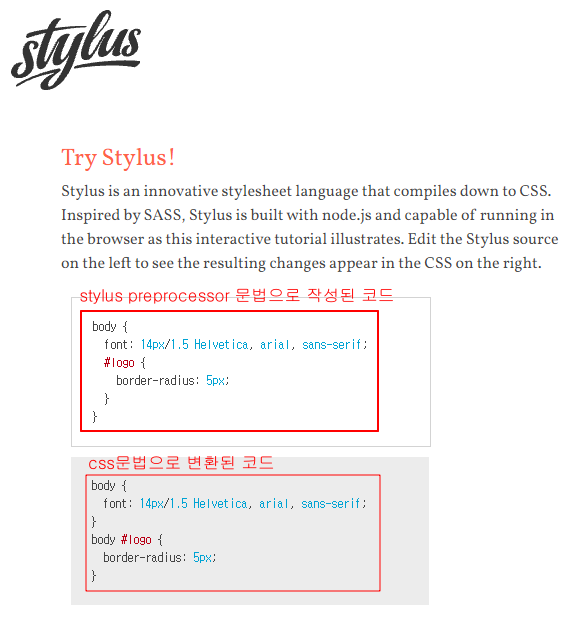 stylus
Try Stylus!
Stylus is an innovative stylesheet language that compiles down to CSS.
Inspired by SASS, Stylus is built with node.js and capable of running in
the browser as this interactive tutorial illustrates. Edit the Stylus source
on the left to see the resulting changes appear in the CSS on the right.
stylus preprocessor 문법으로 작성된 코드
body {
  font: 14px/1.5 Helvetica, arial, sans-serif;
  #logo {
    border-radius: 5px;
  }
}
css문법으로 변환된 코드
body {
  font: 14px/1.5 Helvetica, arial, sans-serif;
}
body #logo {
  border-radius: 5px;
}